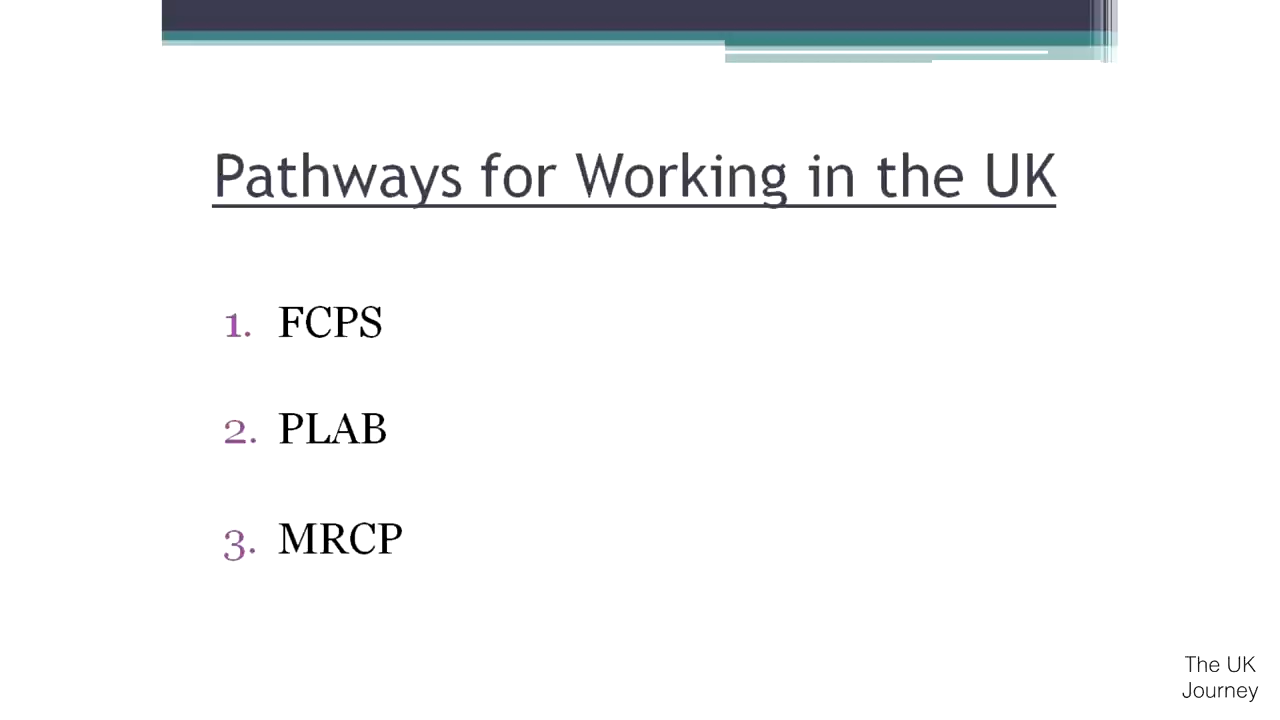 Pathways for Working in the UK
1. FCPS
2. PLAB
3. MRCP
The UK
Journey